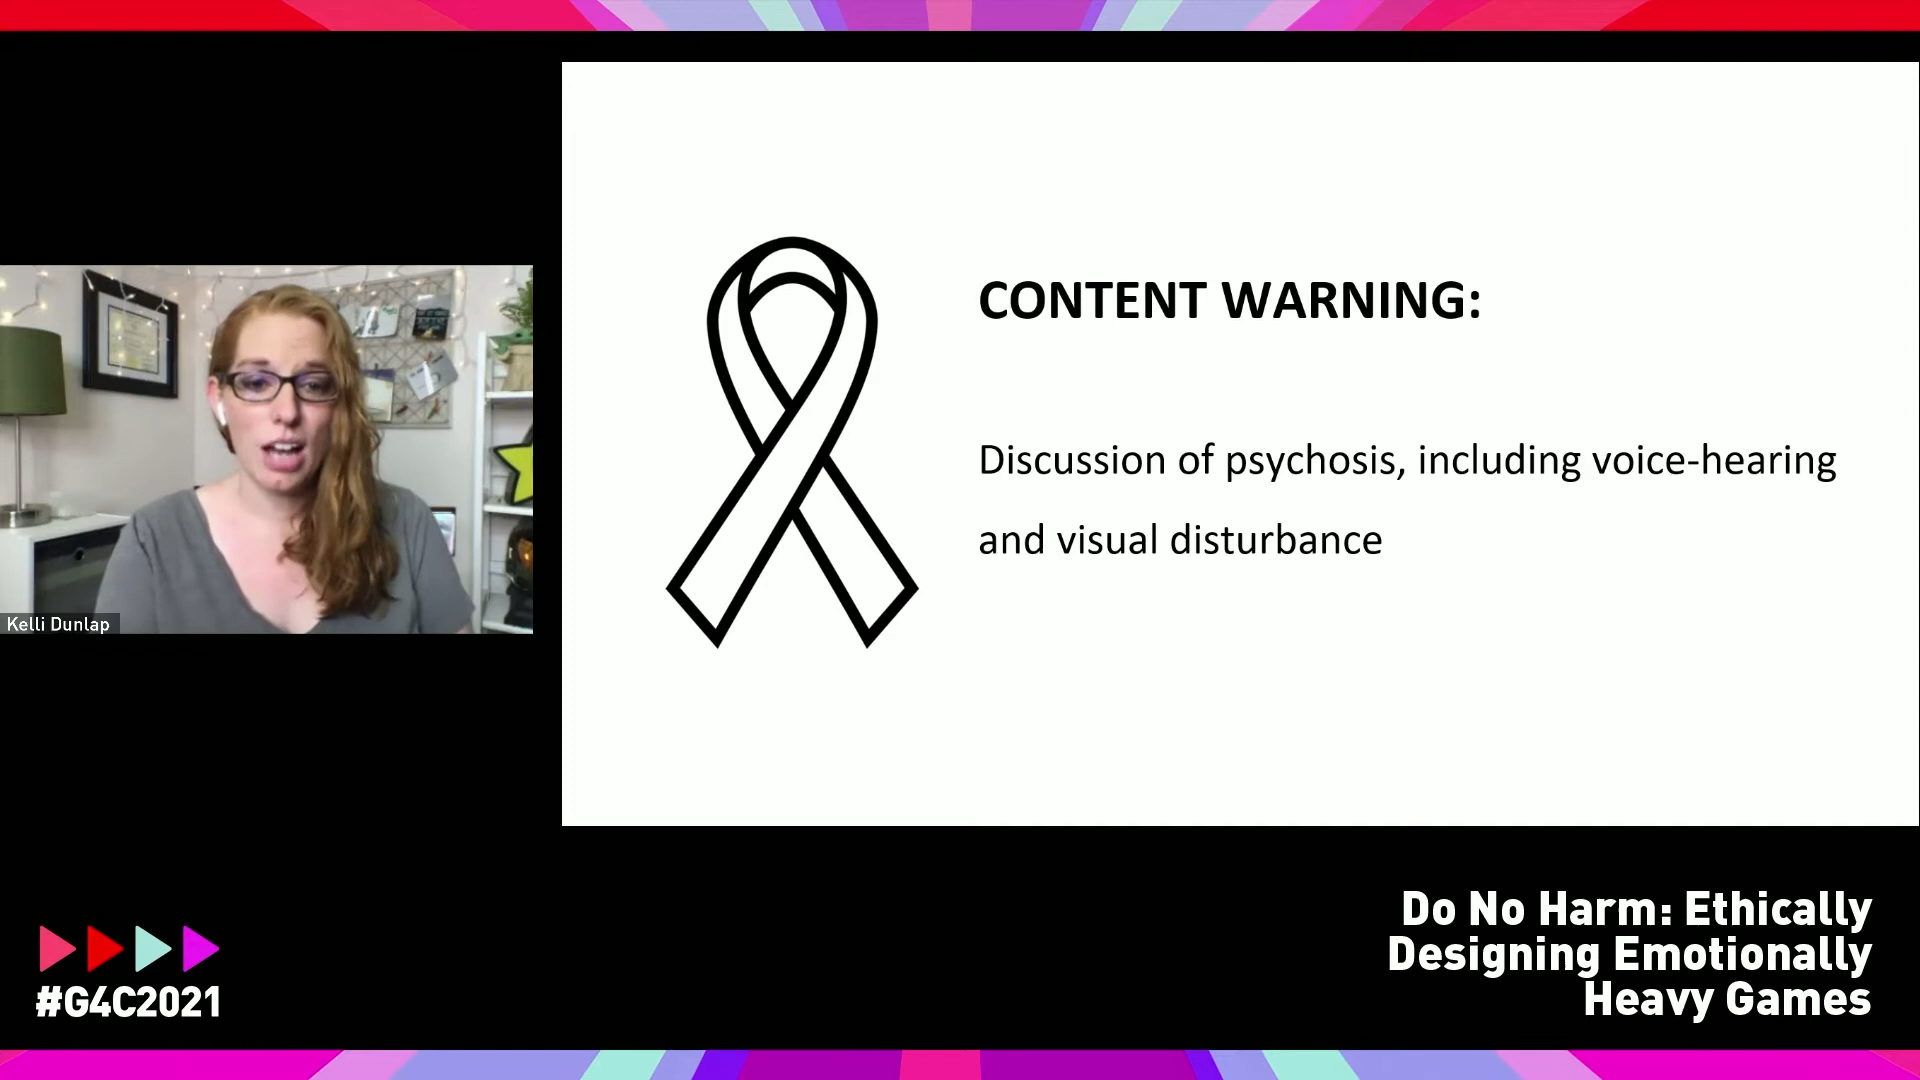 CONTENT WARNING:
Discussion of psychosis, including voice-hearing
and visual disturbance
Kelli Dunlap
Do No Harm: Ethically
Designing Emotionally
Heavy Games
#G4C2021